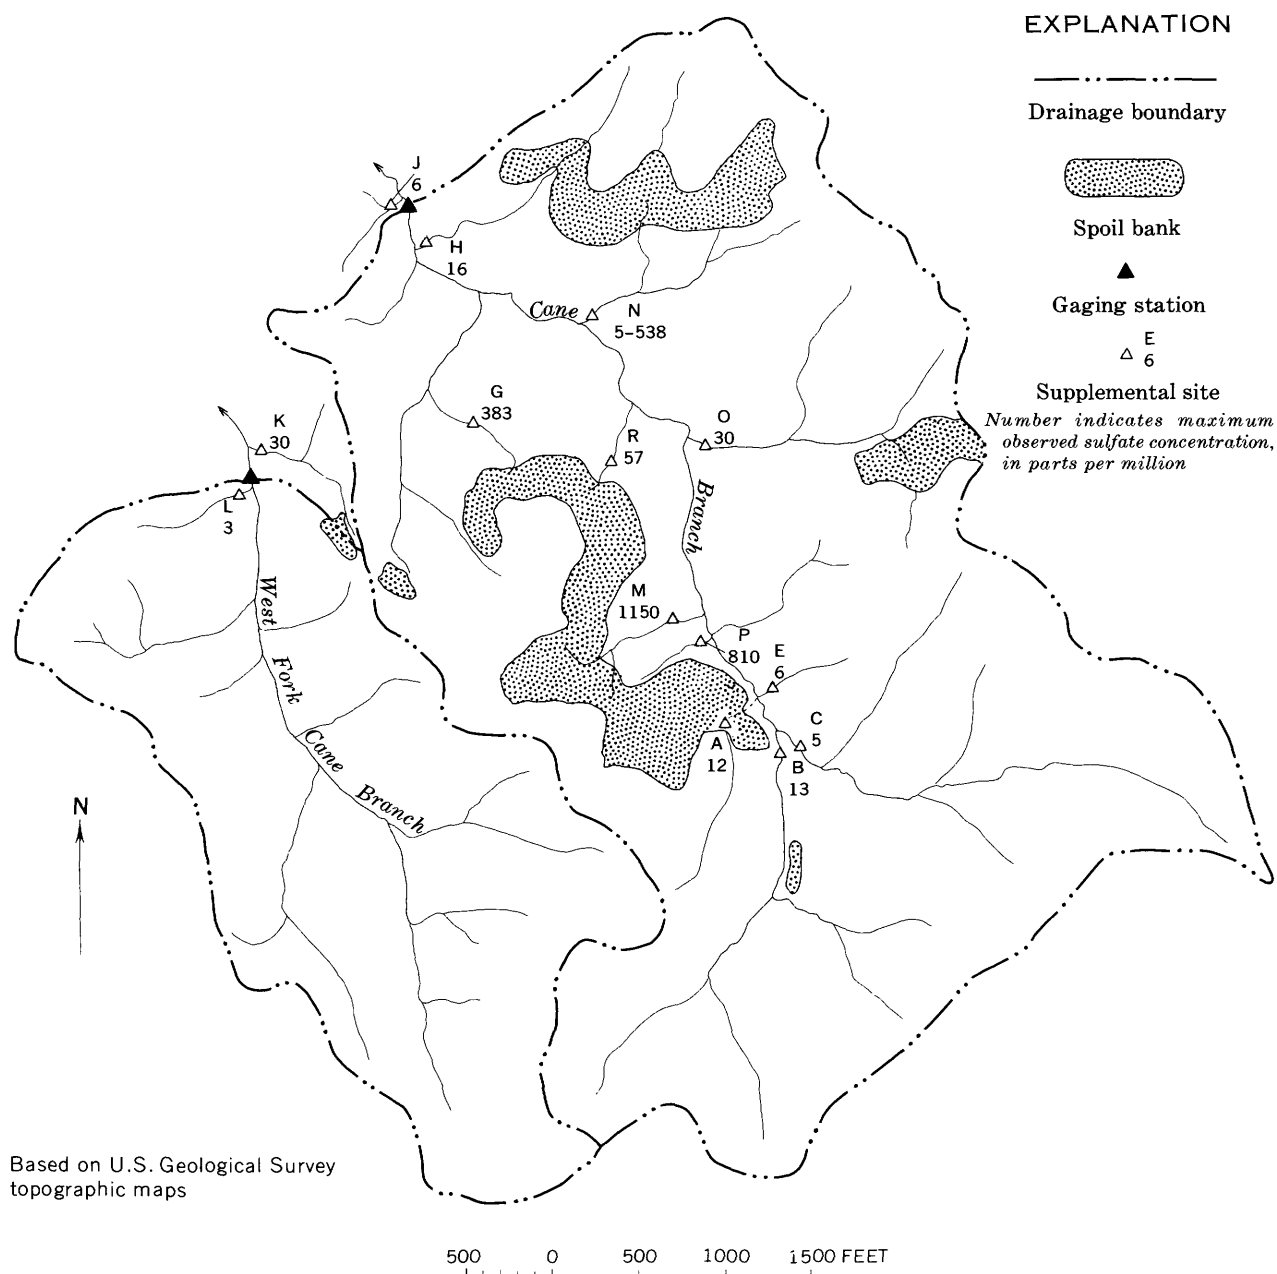 EXPLANATION
Drainage boundary
Spoil bank
Gaging station
E
6
Supplemental site
Number indicates maximum
observed sulfate concentration,
in parts per million
J
6
H
16
Cane
N
5–538
G
383
O
30
R
57
K
30
L
3
Branch
M
1150
P
810
E
6
C
5
A
12
B
13
West
Fork
Cane
Branch
N
Based on U.S. Geological Survey
topographic maps
500 0 500 1000 1500 FEET